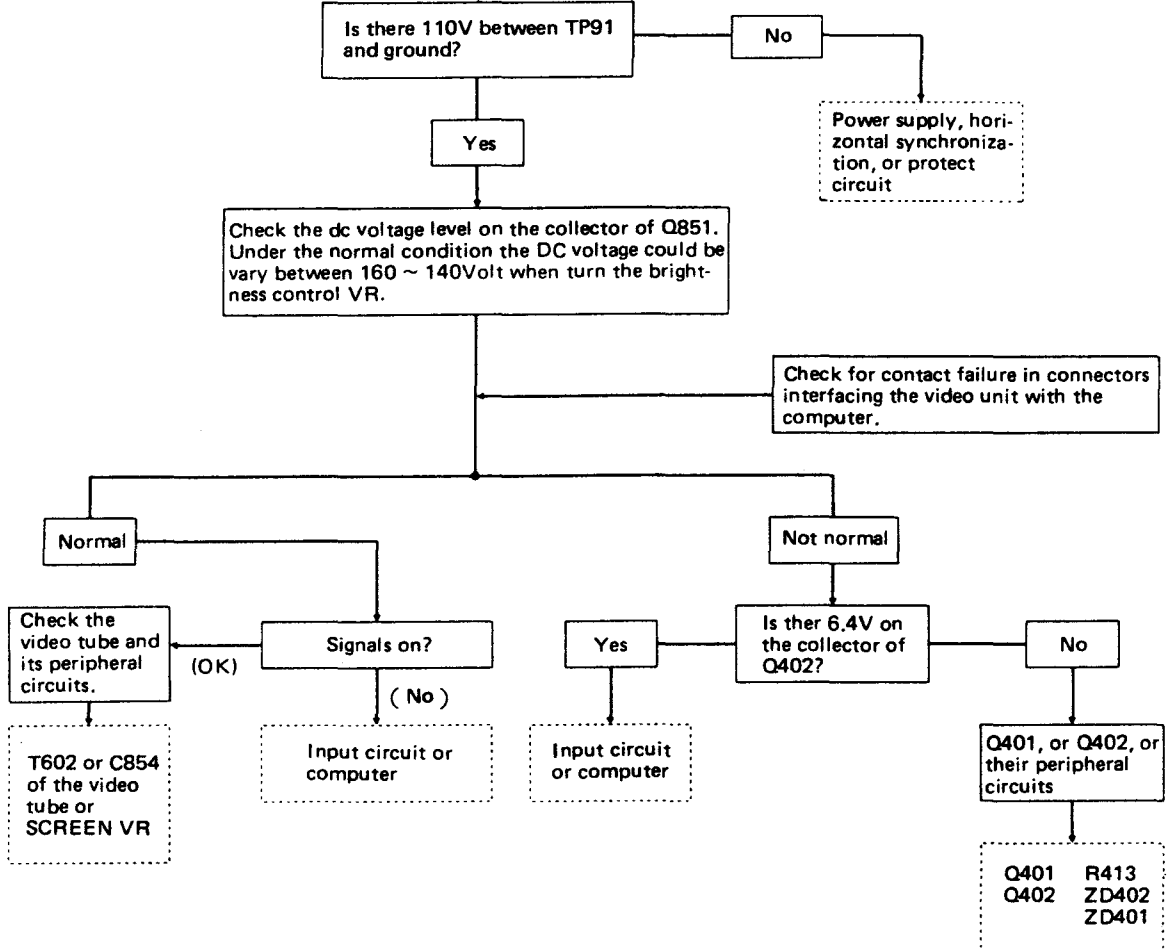 Is there 110V between TP91
and ground?
No
Power supply, hori-
zontal synchroniza-
tion, or protect
circuit
Yes
Check the dc voltage level on the collector of Q851.
Under the normal condition the DC voltage could be
vary between 160 ~ 140Volt when turn the bright-
ness control VR.
Check for contact failure in connectors
interfacing the video unit with the
computer.
Normal
Not normal
Check the
video tube and
its peripheral
circuits.
(OK)
Signals on?
(No)
Yes
Is ther 6.4V on
the collector of
Q402?
No
T602 or C854
of the video
tube or
SCREEN VR
Input circuit or
computer
Input circuit
or computer
Q401, or Q402, or
their peripheral
circuits
Q401 R413
Q402 ZD402
ZD401